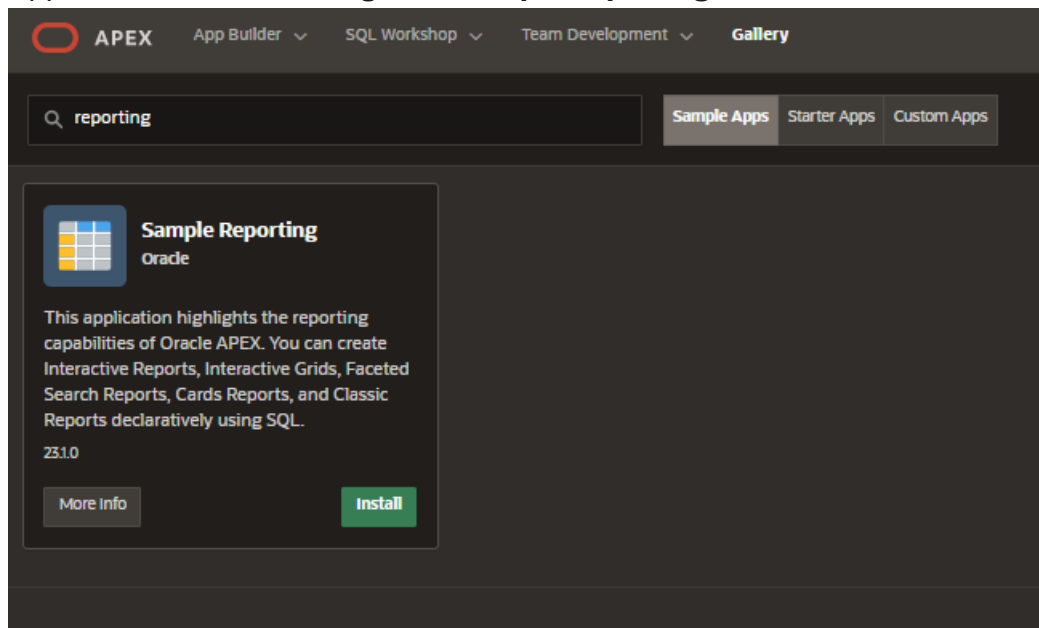 APEX App Builder SQL Workshop Team Development Gallery
reporting Sample Apps Starter Apps Custom Apps
Sample Reporting
Oracle
This application highlights the reporting
capabilities of Oracle APEX. You can create
Interactive Reports, Interactive Grids, Faceted
Search Reports, Cards Reports, and Classic
Reports declaratively using SQL.
23.1.0
More Info Install